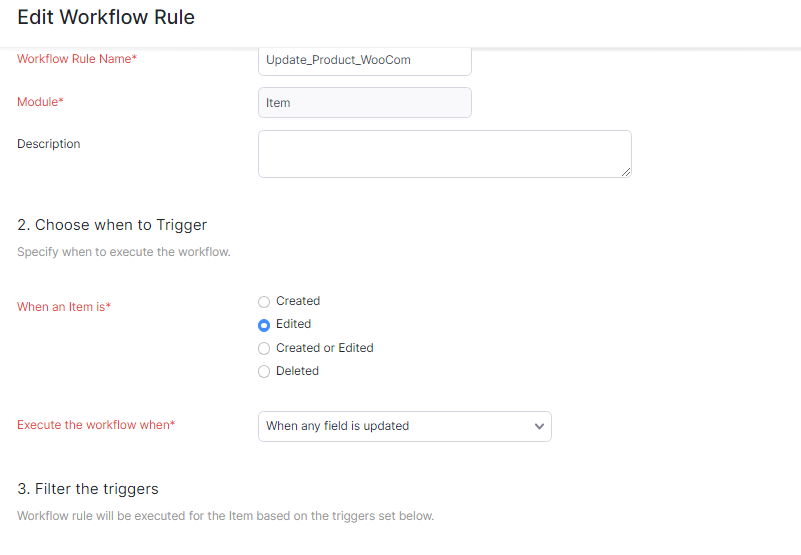 Edit Workflow Rule
Workflow Rule Name* Update_Product_WooCom
Module* Item
Description
2. Choose when to Trigger
Specify when to execute the workflow.
When an Item is* Created
Edited
Created or Edited
Deleted
Execute the workflow when* When any field is updated
3. Filter the triggers
Workflow rule will be executed for the Item based on the triggers set below.